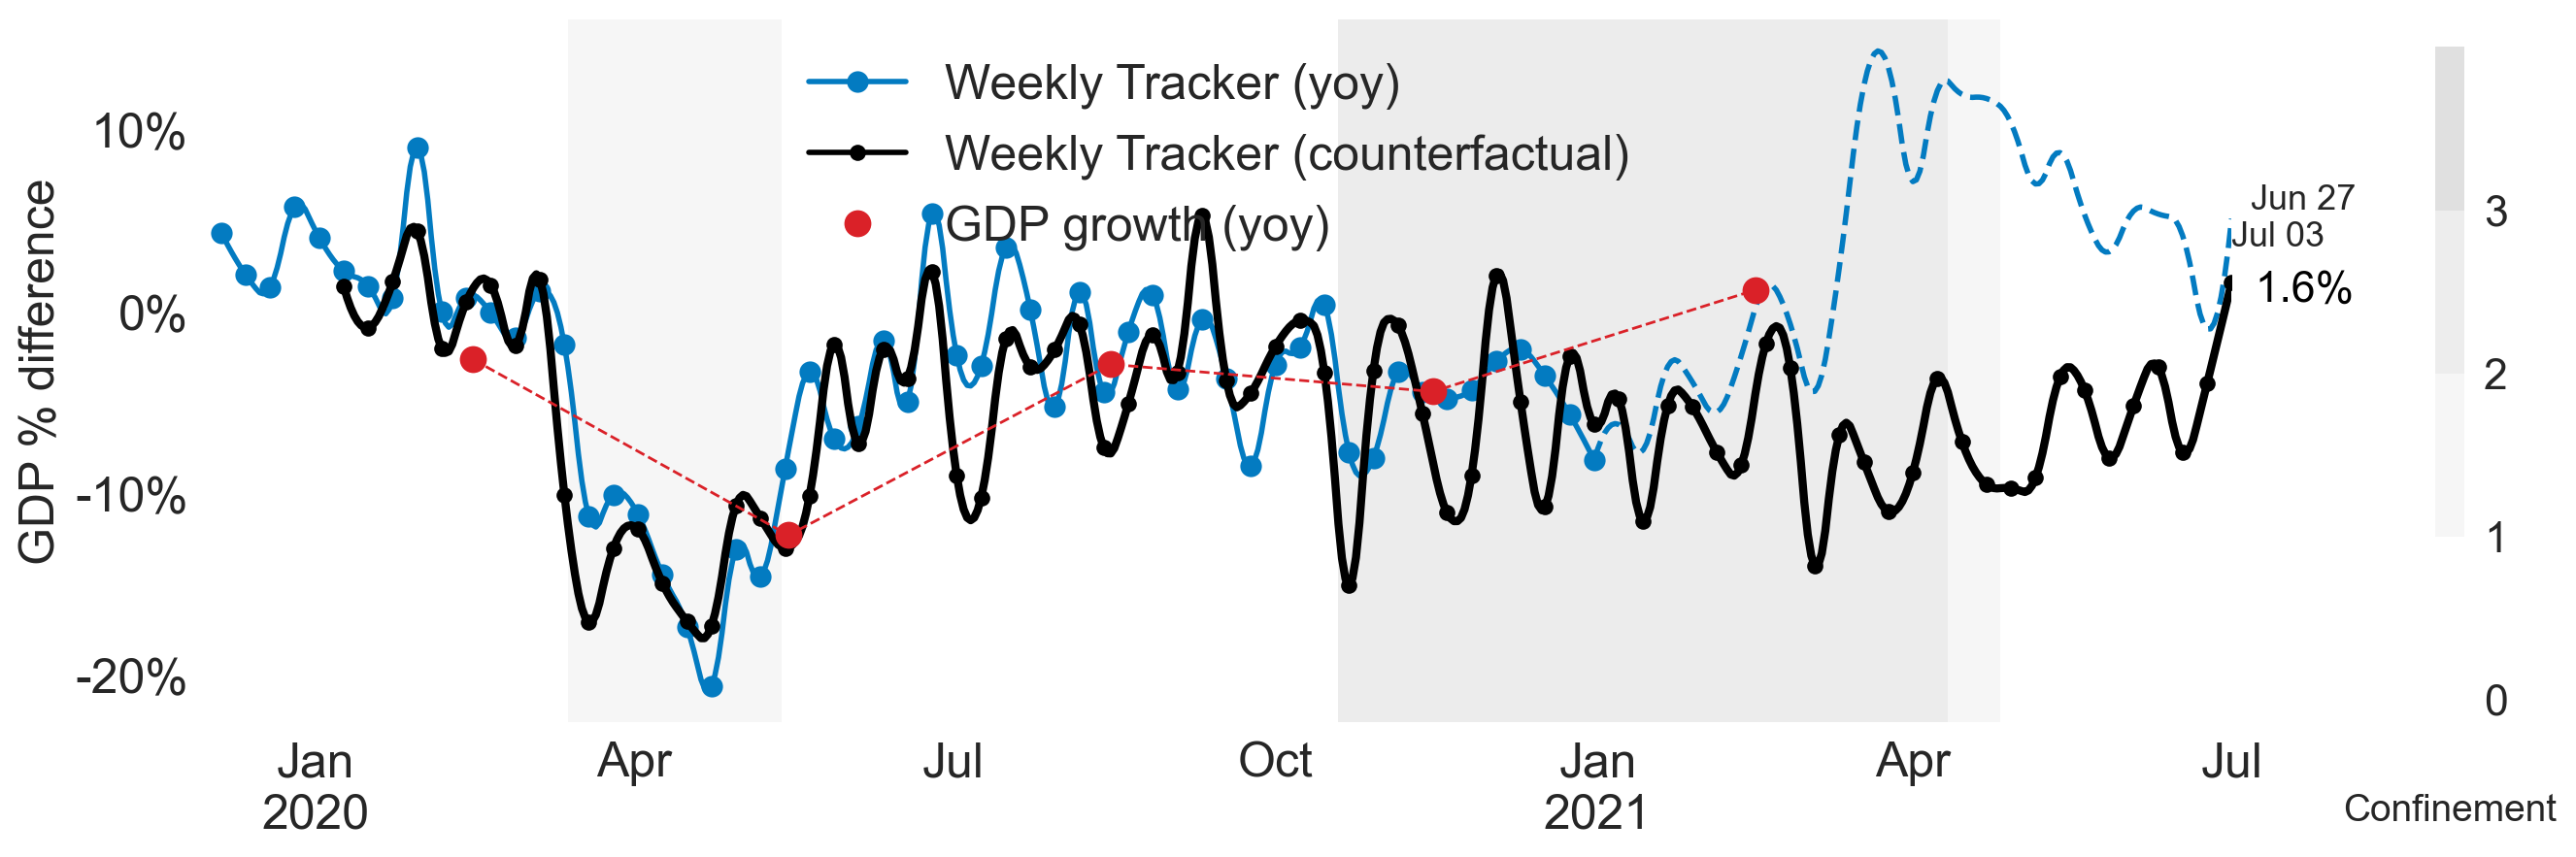 Weekly Tracker (yoy)
Weekly Tracker (counterfactual)
GDP growth (yoy)
GDP % difference
10%
0%
-10%
-20%
Jun 27
Jul 03
1.6%
3
2
1
0
Jan Apr Jul Oct Jan Apr Jul
2020 2021
Confinement